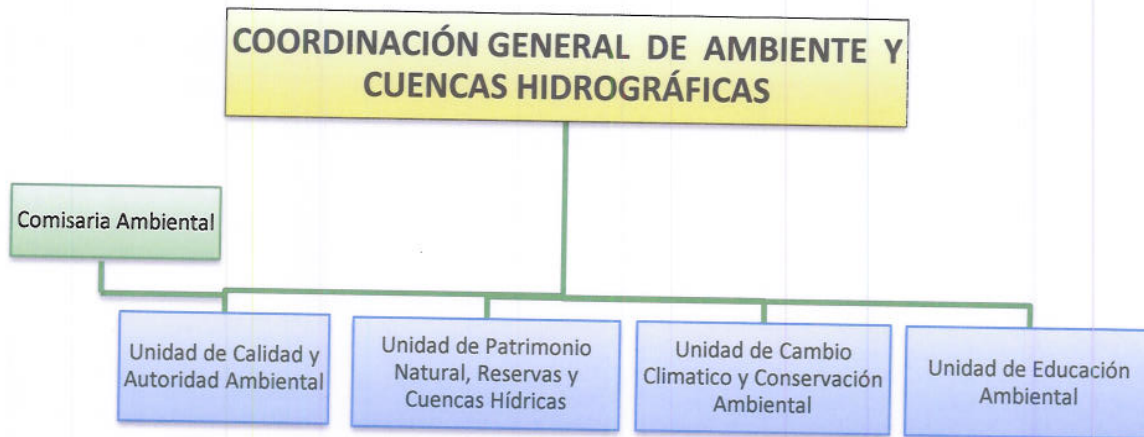 COORDINACIÓN GENERAL DE AMBIENTE Y
CUENCAS HIDROGRÁFICAS
Comisaria Ambiental
Unidad de Calidad y
Autoridad Ambiental
Unidad de Patrimonio
Natural, Reservas y
Cuencas Hídricas
Unidad de Cambio
Climatico y Conservación
Ambiental
Unidad de Educación
Ambiental